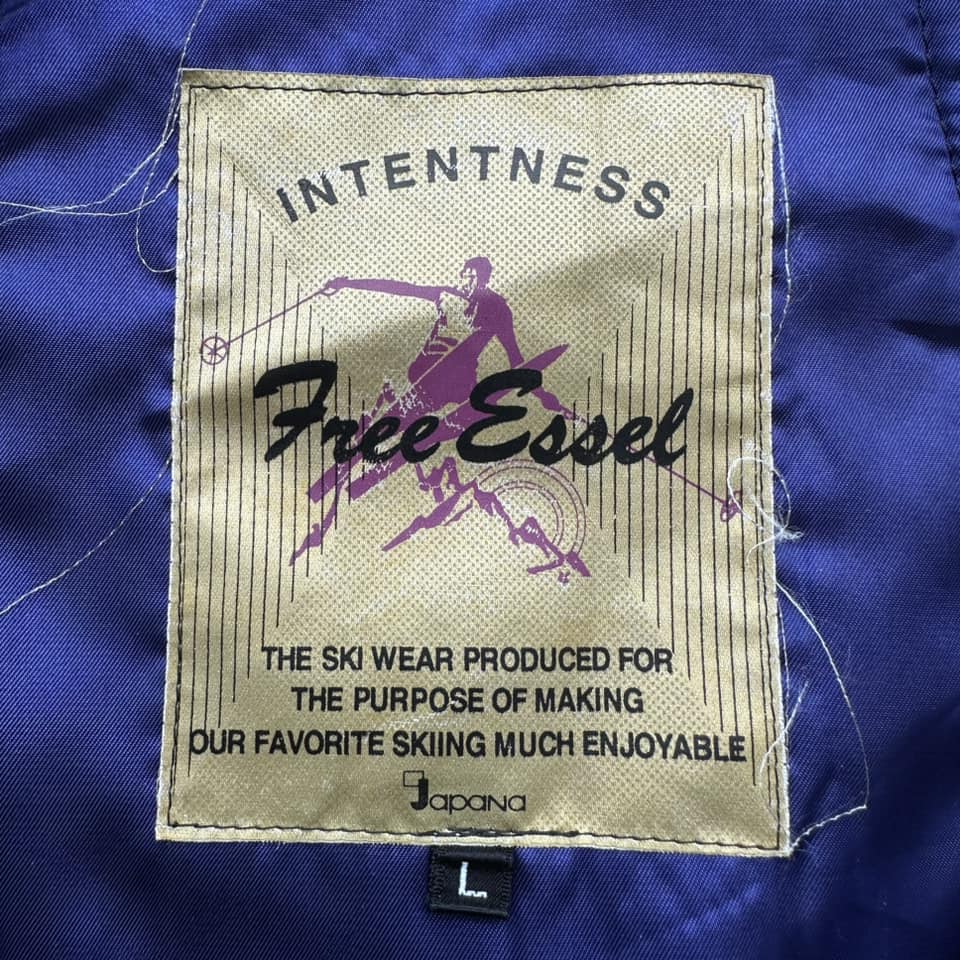 INTENTNESS
Free Essel
THE SKI WEAR PRODUCED FOR
THE PURPOSE OF MAKING
OUR FAVORITE SKIING MUCH ENJOYABLE
Japana
L